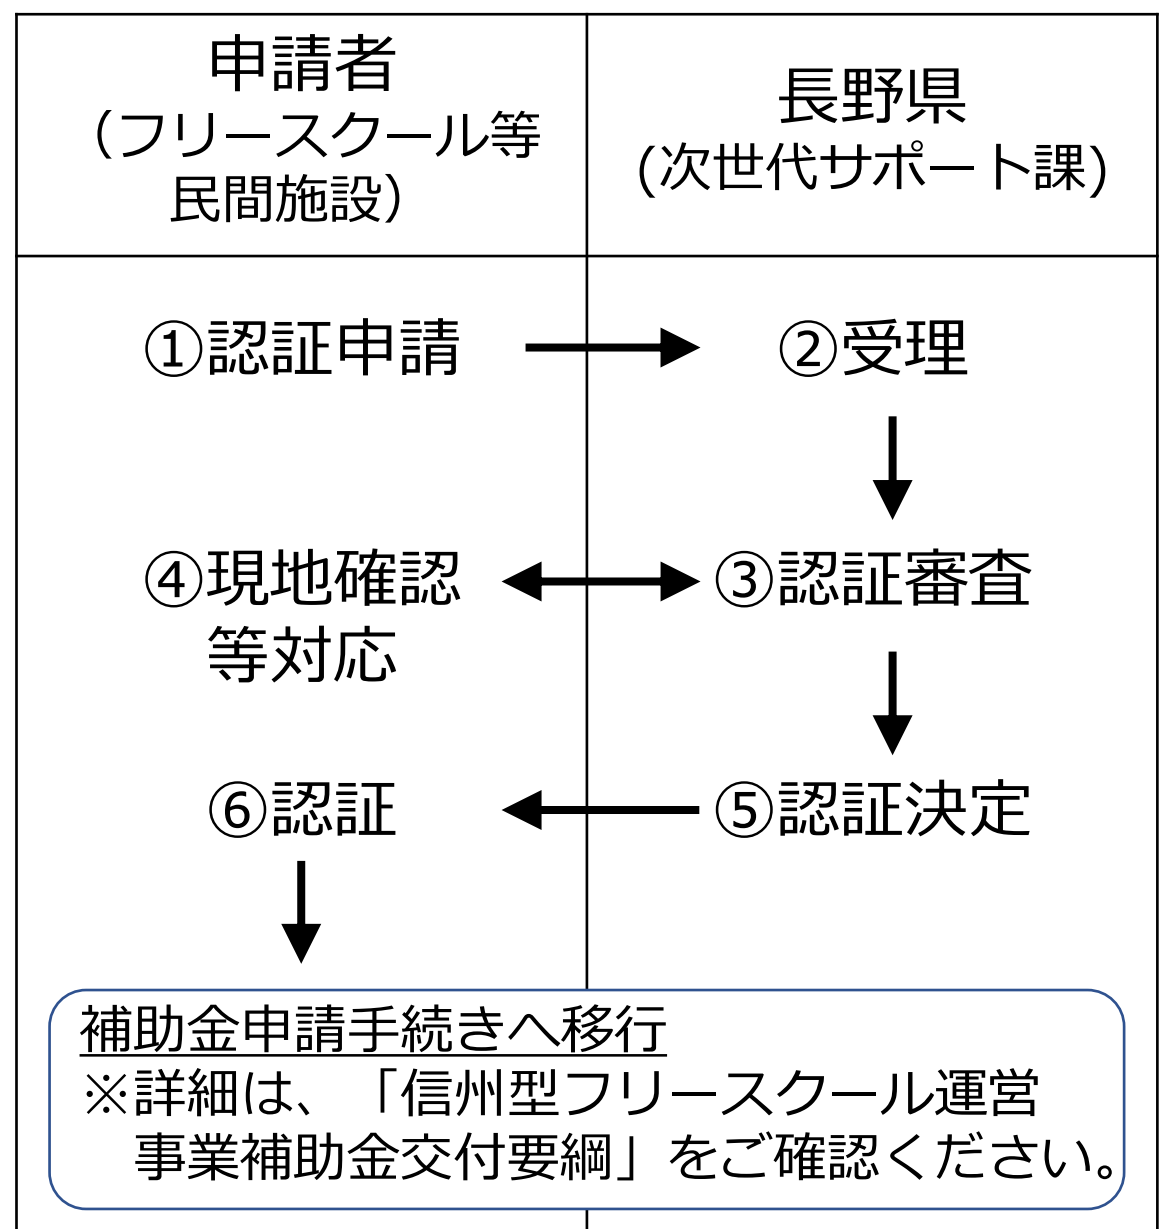 申請者
（フリースクール等
民間施設）
長野県
(次世代サポート課)
①認証申請
②受理
④現地確認
等対応
③認証審査
⑥認証
⑤認証決定
補助金申請手続きへ移行
※詳細は、「信州型フリースクール運営
事業補助金交付要綱」をご確認ください。